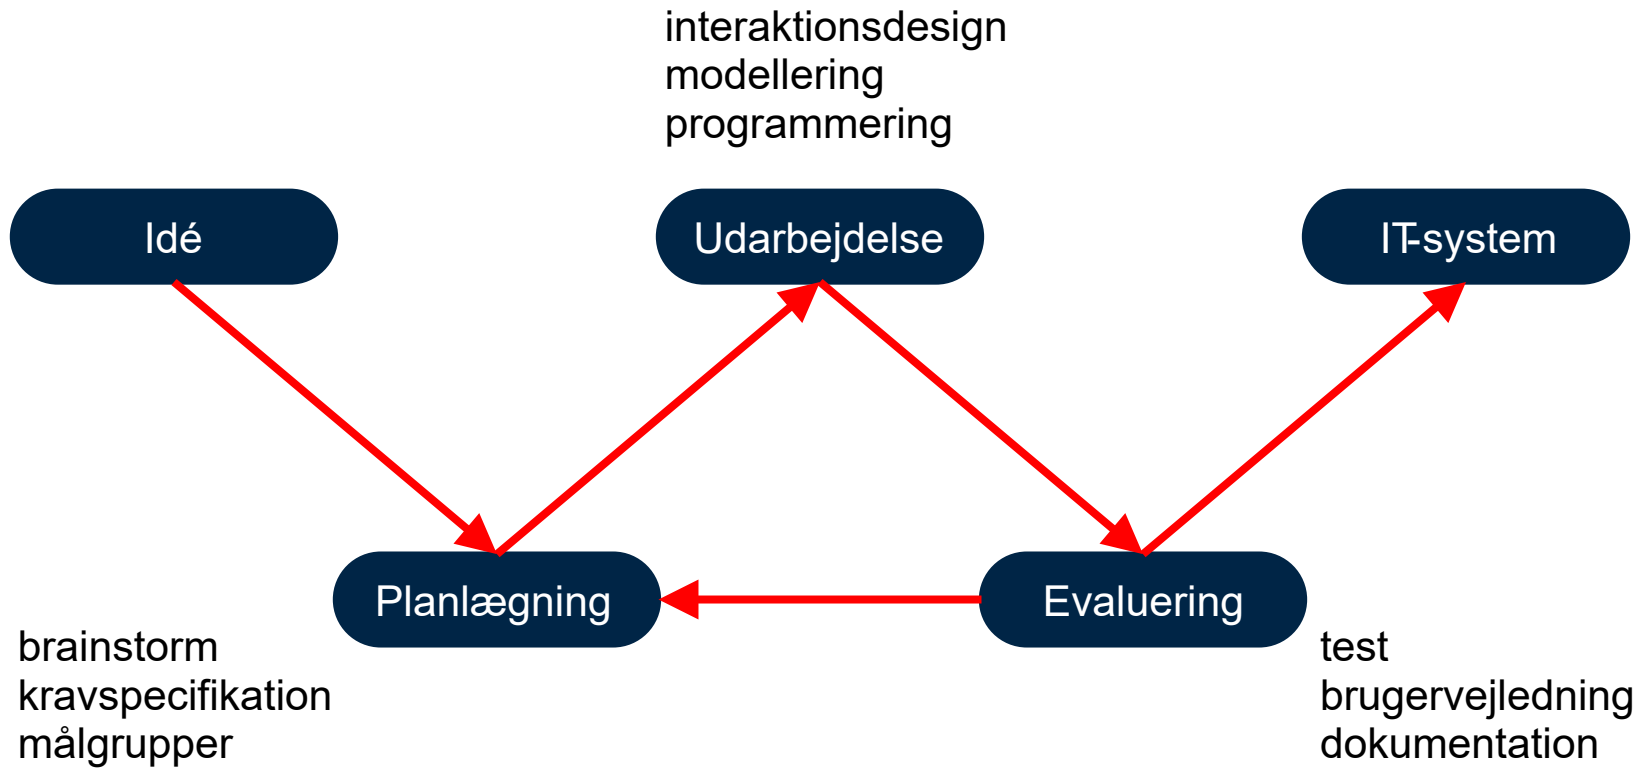 interaktionsdesign
modellering
programmering
Idé
Udarbejdelse
IT-system
Planlægning
Evaluering
brainstorm
kravspecifikation
målgrupper
test
brugervejledning
dokumentation